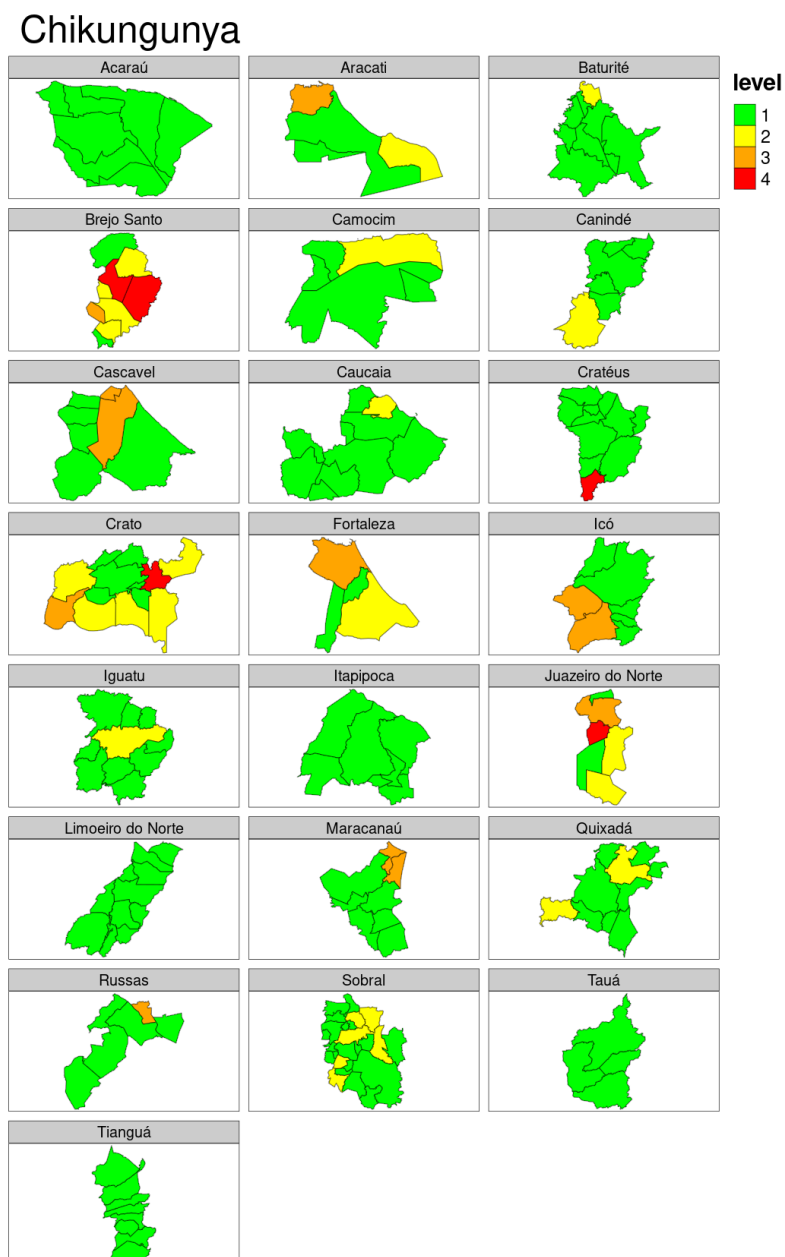 Chikungunya
Acaraú
Aracati
Baturité
level
1
2
3
4
Brejo Santo
Camocim
Canindé
Cascavel
Caucaia
Cratéus
Crato
Fortaleza
Icó
Iguatu
Itapipoca
Juazeiro do Norte
Limoeiro do Norte
Maracanaú
Quixadá
Russas
Sobral
Tauá
Tianguá